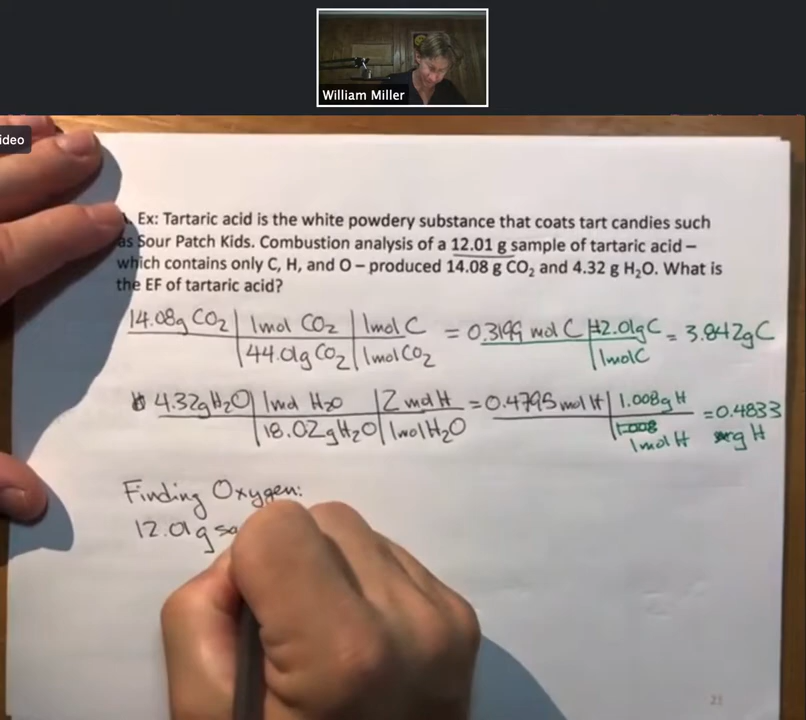 William Miller
ideo
Ex: Tartaric acid is the white powdery substance that coats tart candies such
as Sour Patch Kids. Combustion analysis of a 12.01 g sample of tartaric acid –
which contains only C, H, and O – produced 14.08 g CO₂ and 4.32 g H₂O. What is
the EF of tartaric acid?
14.08g CO₂ | 1mol CO₂ | 1mol C = 0.3199 mol C | 12.01g C = 3.842g C
44.01g CO₂ | 1mol CO₂ | 1molC
4.32g H₂O | 1mol H₂O | 2 mol H = 0.4795 mol H | 1.008g H = 0.4833
18.02g H₂O | 1mol H₂O | 1.008
1mol H g H
Finding Oxygen:
12.01g sa
21